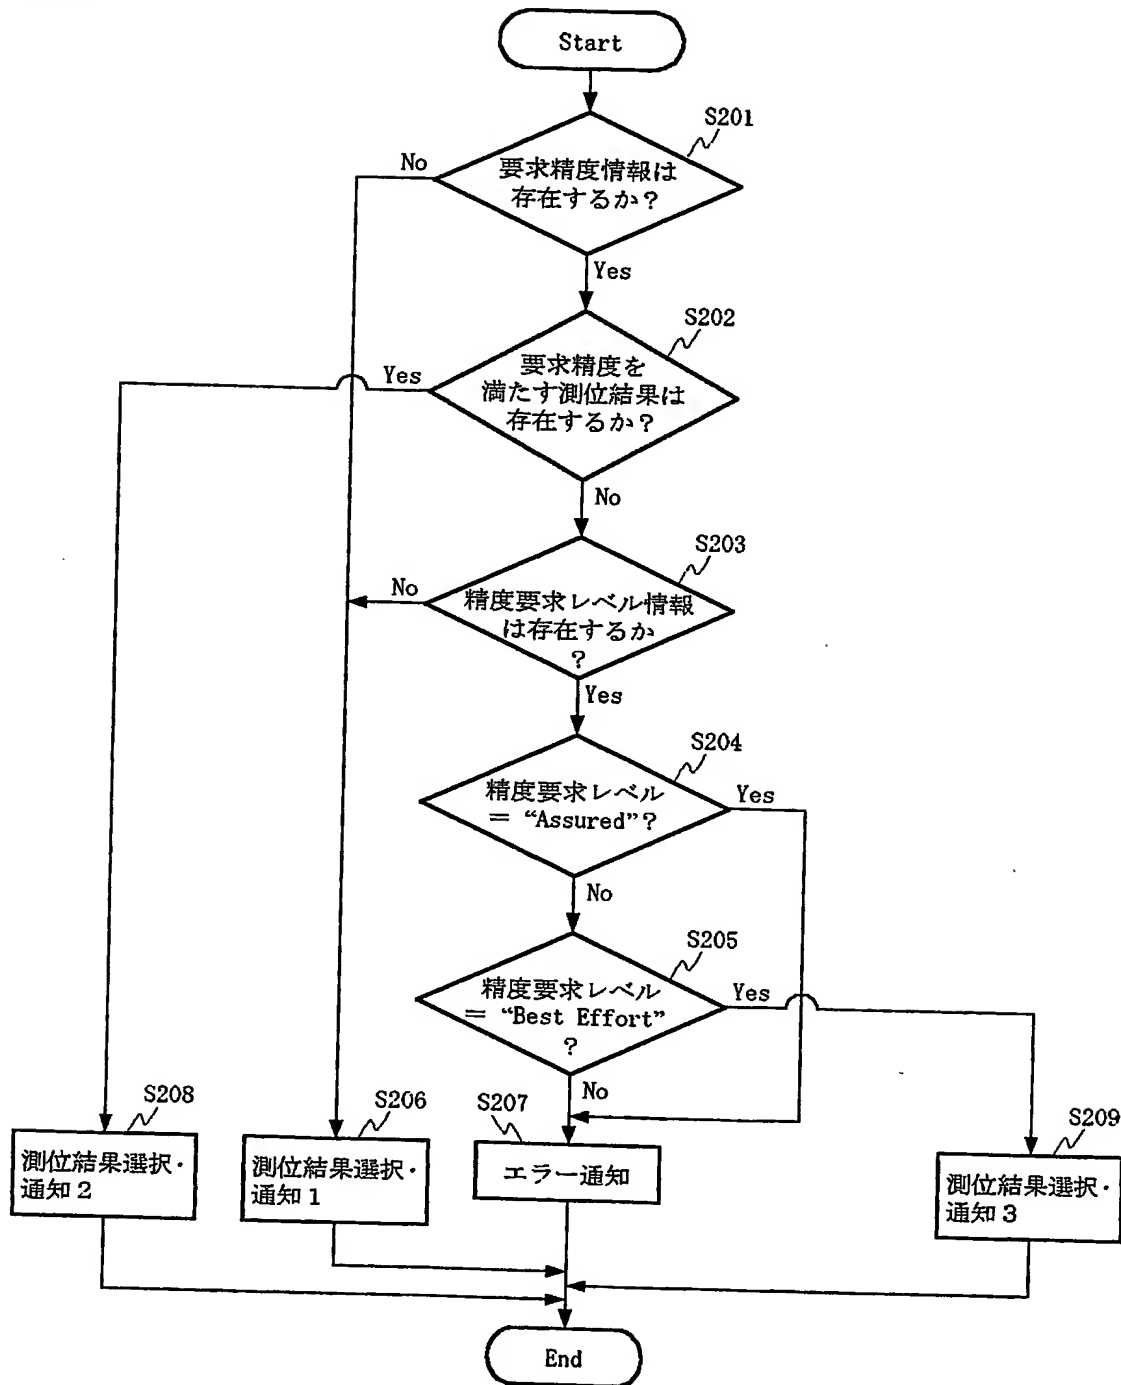 Start
S201
No
要求精度情報は
存在するか？
Yes
S202
Yes
要求精度を
満たす測位結果は
存在するか？
No
S203
No
精度要求レベル情報
は存在するか
？
Yes
S204
精度要求レベル
＝ “Assured”？
Yes
No
S205
精度要求レベル
＝ “Best Effort”
？
Yes
No
S208
測位結果選択・
通知２
S206
測位結果選択・
通知１
S207
エラー通知
S209
測位結果選択・
通知３
End